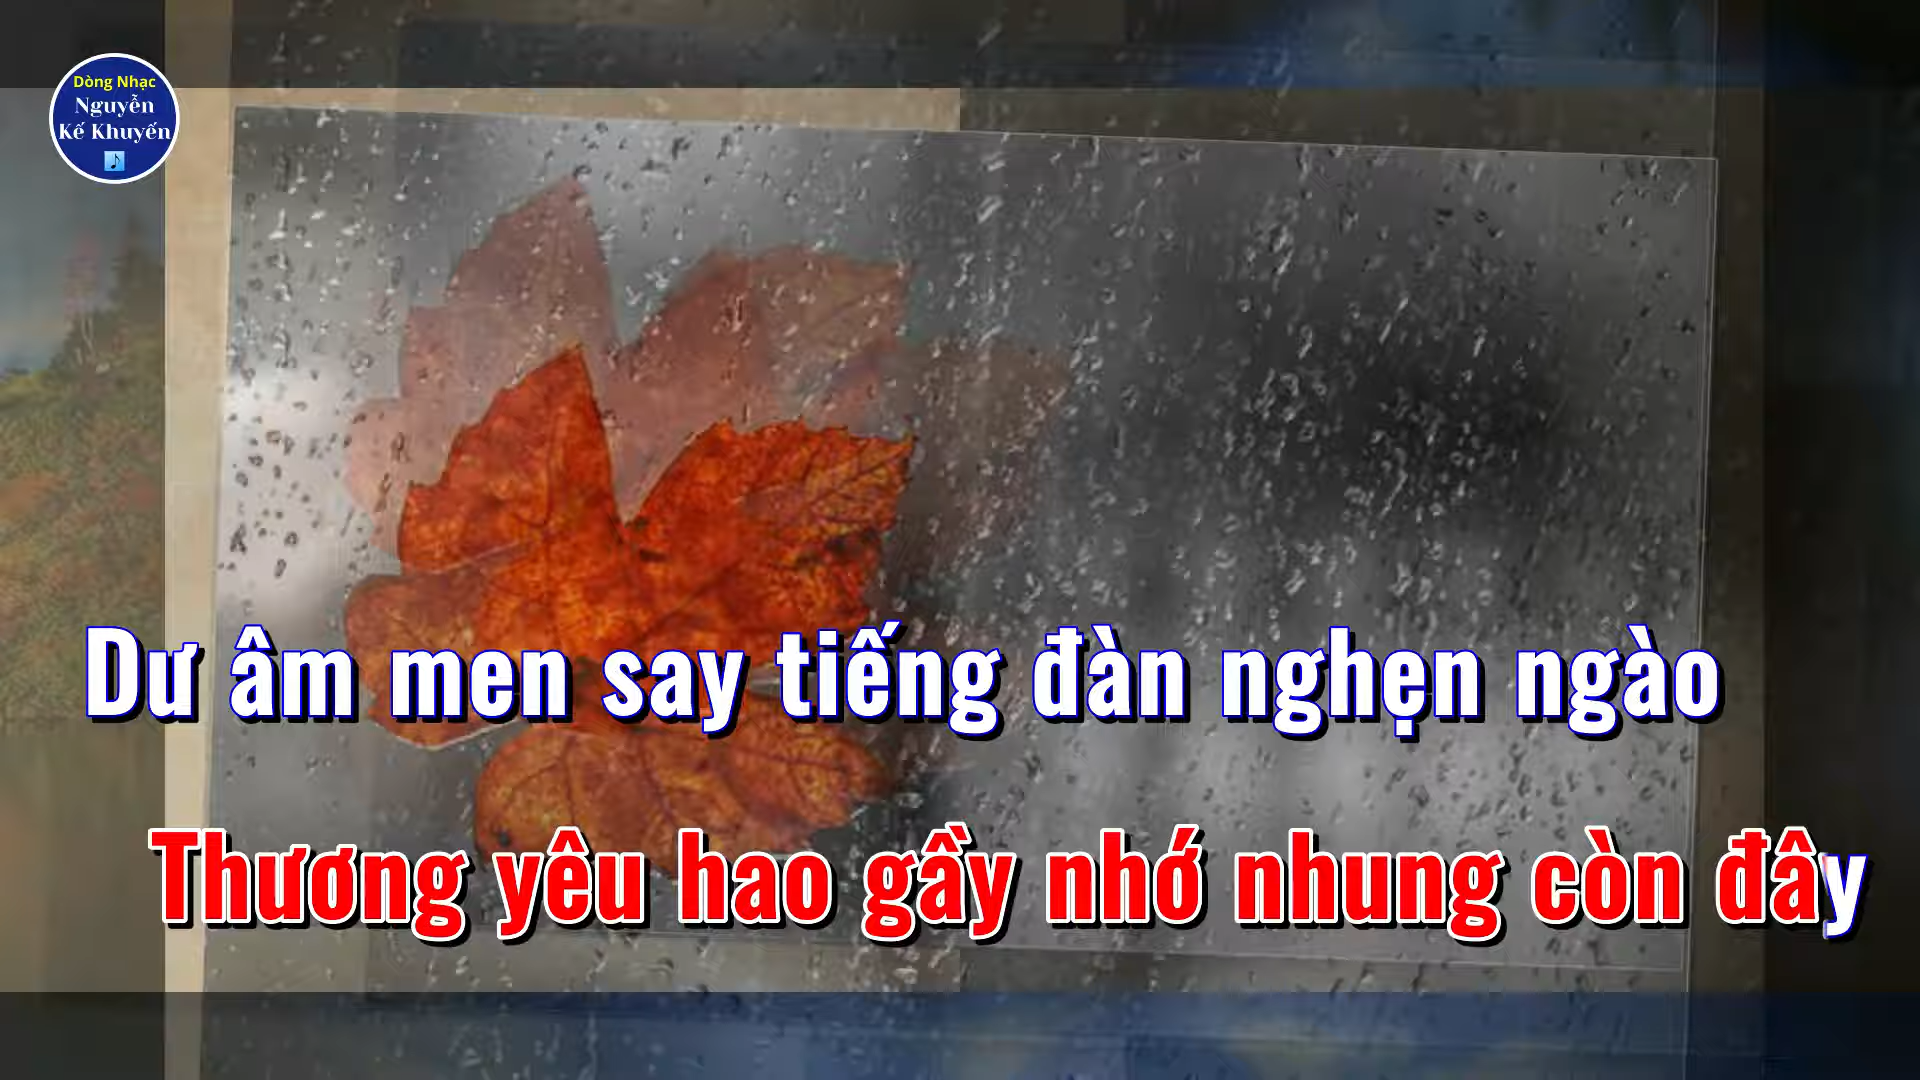 Dòng Nhạc
Nguyễn
Kế Khuyến
Dư âm men say tiếng đàn nghẹn ngào
Thương yêu hao gầy nhớ nhung còn đây